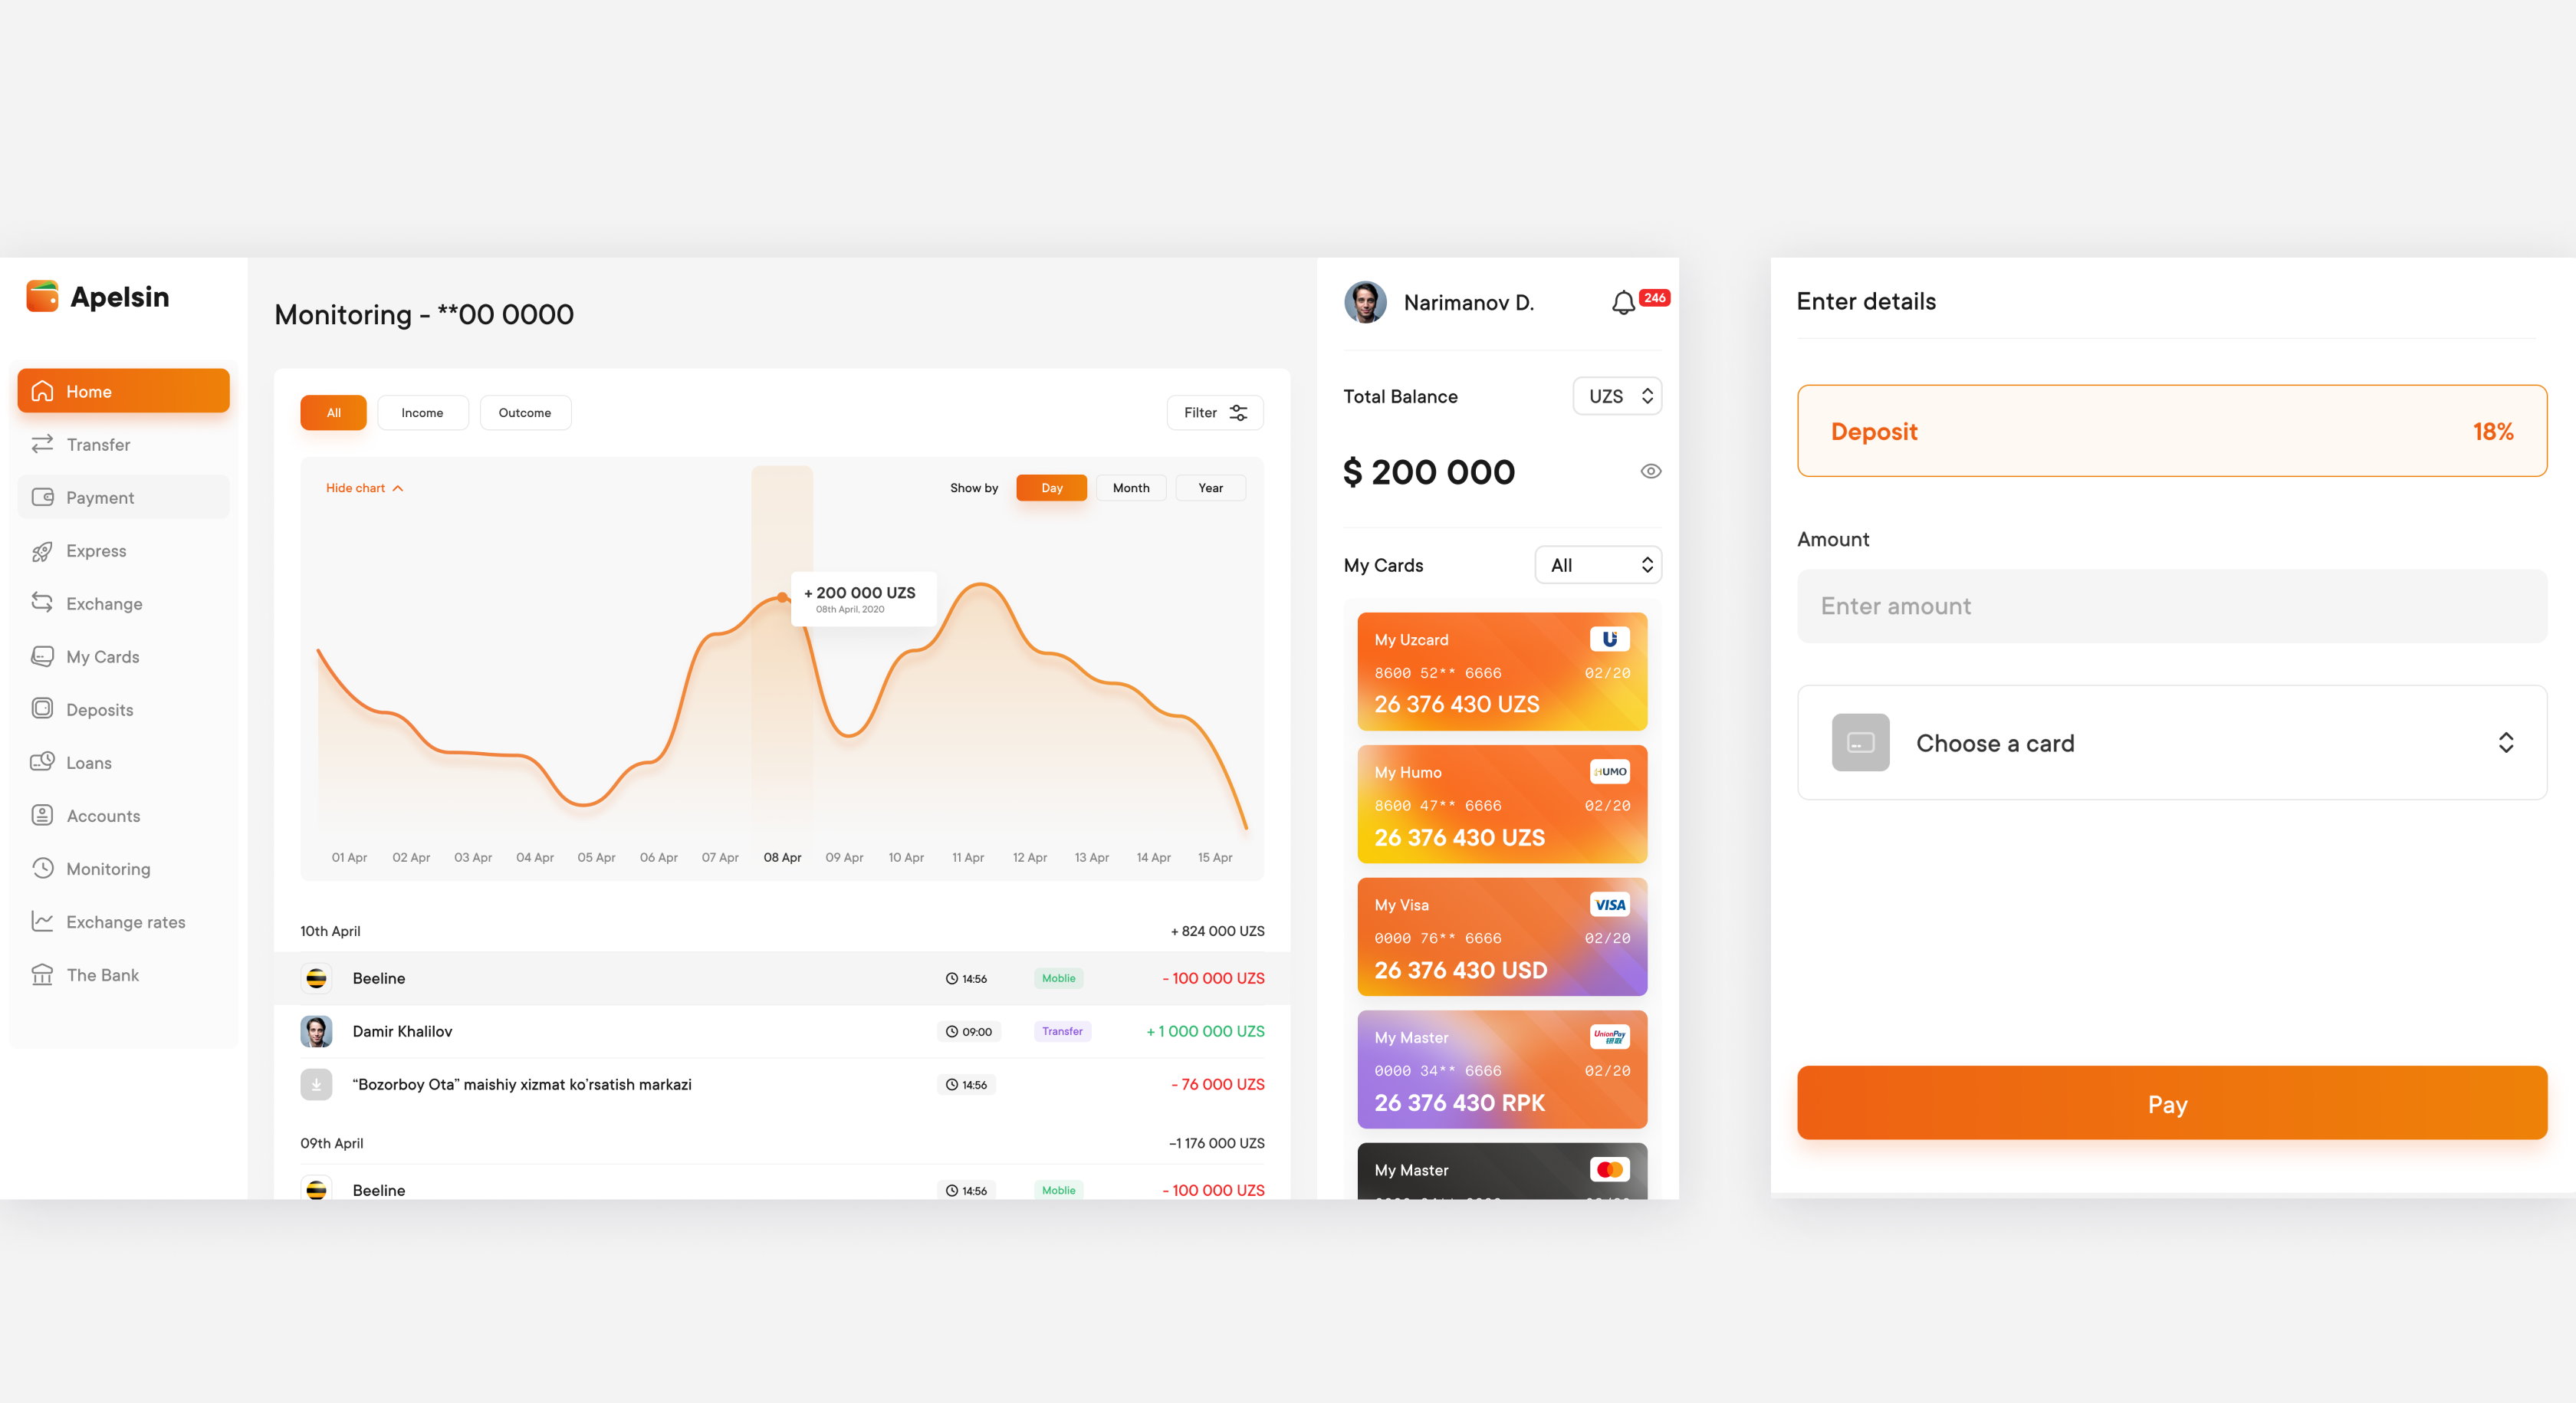 Apelsin
Home
Transfer
Payment
Express
Exchange
My Cards
Deposits
Loans
Accounts
Monitoring
Exchange rates
The Bank
Monitoring - **00 0000
All Income Outcome Filter
Hide chart Show by Day Month Year
+ 200 000 UZS
08th April, 2020
01 Apr 02 Apr 03 Apr 04 Apr 05 Apr 06 Apr 07 Apr 08 Apr 09 Apr 10 Apr 11 Apr 12 Apr 13 Apr 14 Apr 15 Apr
10th April + 824 000 UZS
Beeline 14:56 Moblie - 100 000 UZS
Damir Khalilov 09:00 Transfer + 1 000 000 UZS
“Bozorboy Ota” maishiy xizmat ko’rsatish markazi 14:56 - 76 000 UZS
09th April –1 176 000 UZS
Beeline 14:56 Moblie - 100 000 UZS
Narimanov D. 246
Total Balance UZS
$ 200 000
My Cards All
My Uzcard
8600 52** 6666 02/20
26 376 430 UZS
My Humo HUMO
8600 47** 6666 02/20
26 376 430 UZS
My Visa VISA
0000 76** 6666 02/20
26 376 430 USD
My Master UnionPay 银联
0000 34** 6666 02/20
26 376 430 RPK
My Master
Enter details
Deposit 18%
Amount
Enter amount
Choose a card
Pay